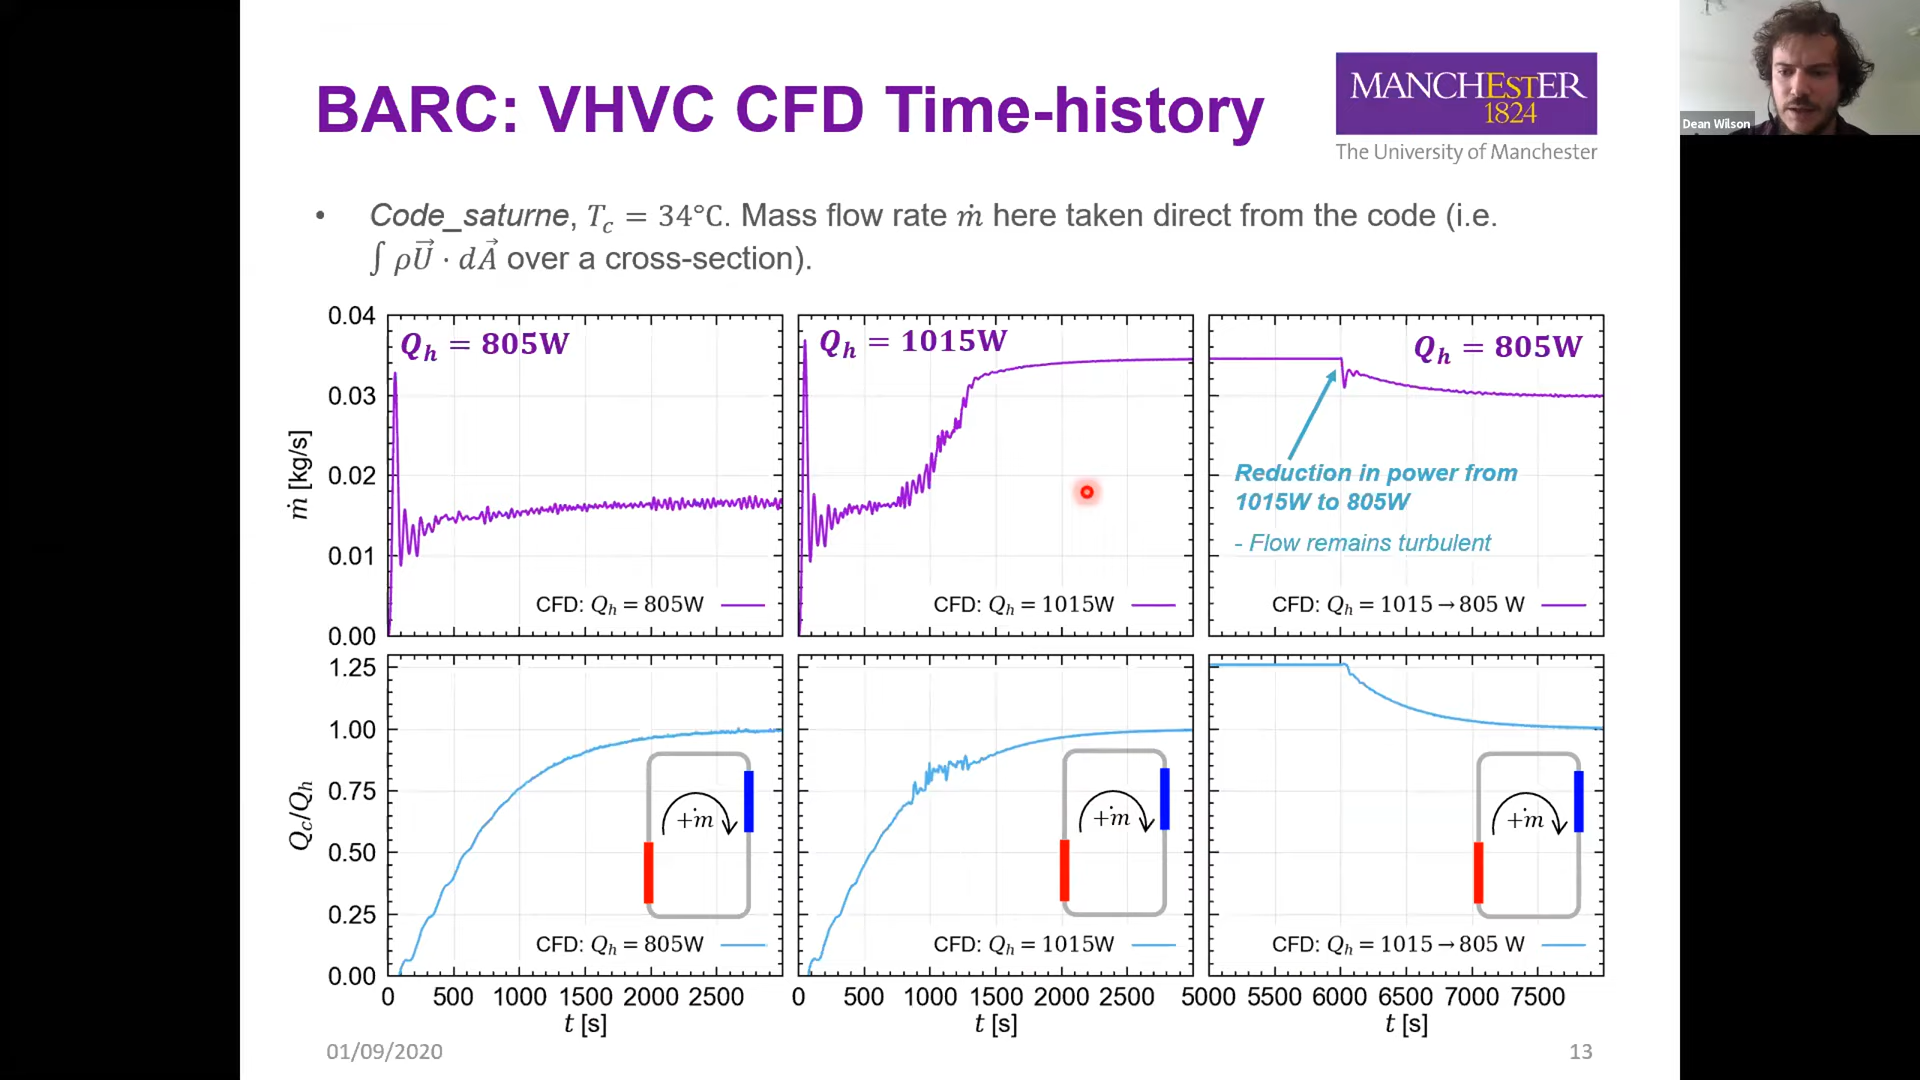 BARC: VHVC CFD Time-history
MANCHESTER
1824
The University of Manchester
Dean Wilson
• Code_saturne, T_c = 34°C. Mass flow rate ṁ here taken direct from the code (i.e.
∫ ρU⃗ · dA⃗ over a cross-section).
Q_h = 805W
Q_h = 1015W
Q_h = 805W
0.04
0.03
0.02
0.01
0.00
ṁ [kg/s]
Reduction in power from
1015W to 805W
- Flow remains turbulent
CFD: Q_h = 805W
CFD: Q_h = 1015W
CFD: Q_h = 1015→805 W
1.25
1.00
0.75
0.50
0.25
0.00
Q_c/Q_h
+ṁ
+ṁ
+ṁ
CFD: Q_h = 805W
CFD: Q_h = 1015W
CFD: Q_h = 1015→805 W
0 500 1000 1500 2000 2500
0 500 1000 1500 2000 2500
5000 5500 6000 6500 7000 7500
t [s]
t [s]
t [s]
01/09/2020
13